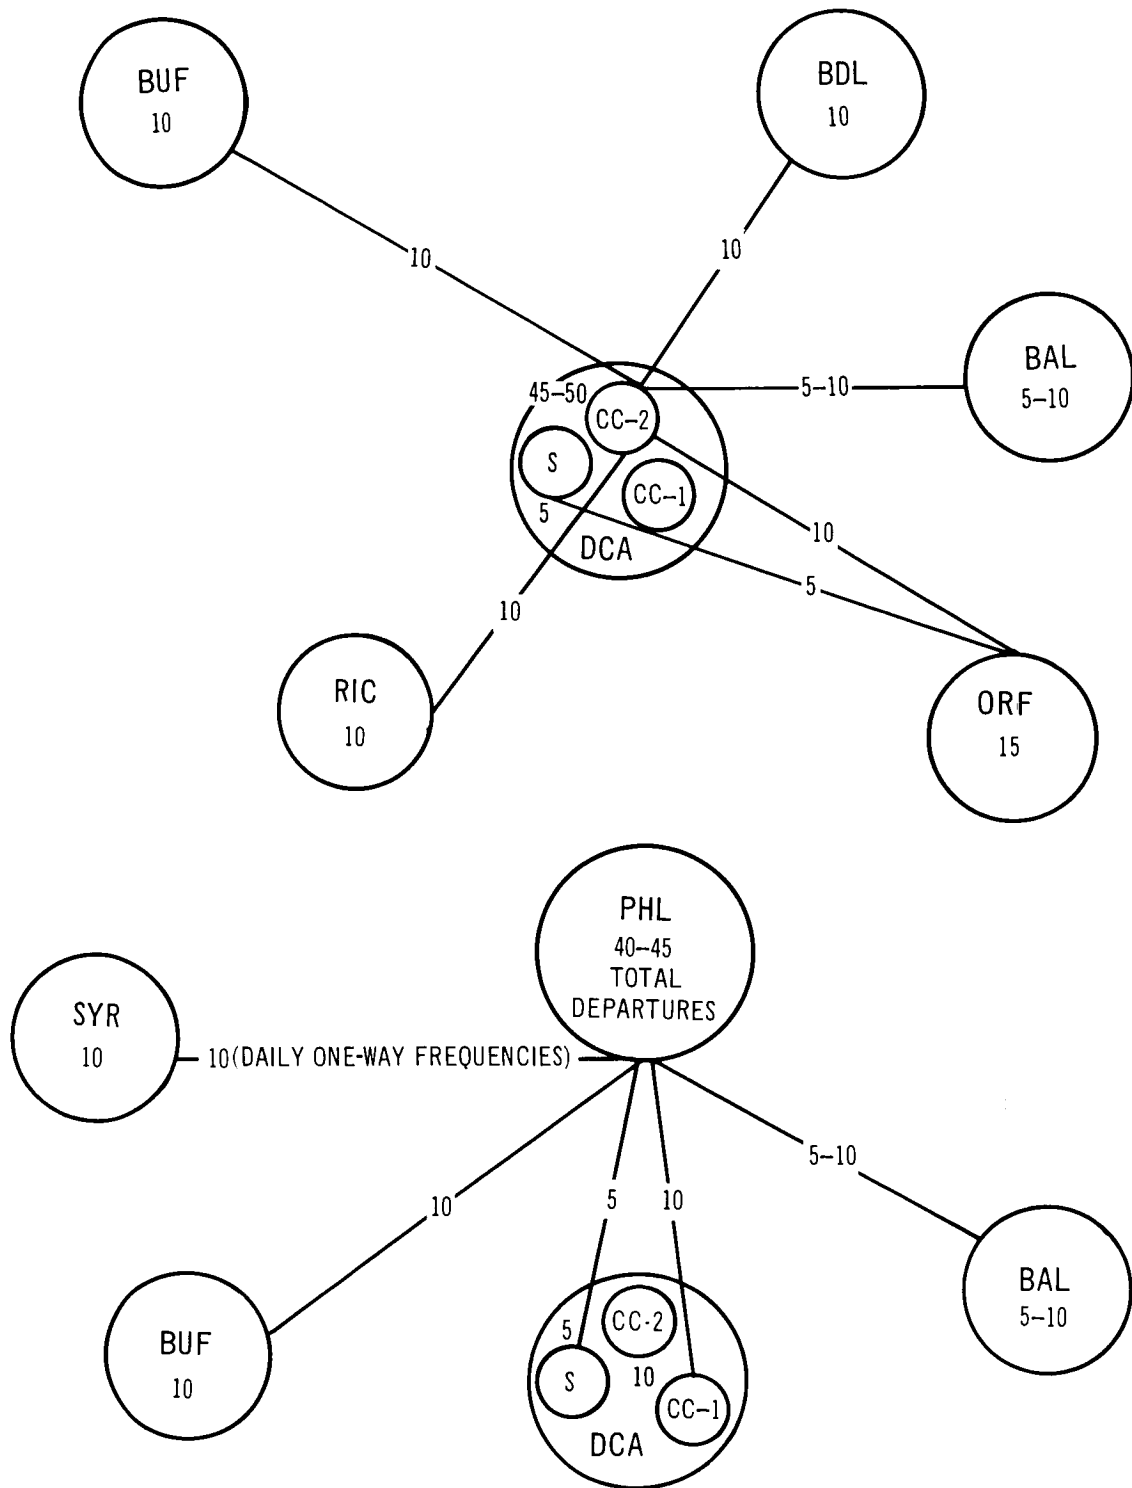 BUF
10
BDL
10
10
10
BAL
5–10
5–10
45–50
CC–2
S
CC–1
5
DCA
10
5
10
RIC
10
ORF
15
PHL
40–45
TOTAL
DEPARTURES
SYR
10
10(DAILY ONE-WAY FREQUENCIES)
5–10
5
10
10
BAL
5–10
BUF
10
5
CC-2
10
S
CC–1
DCA